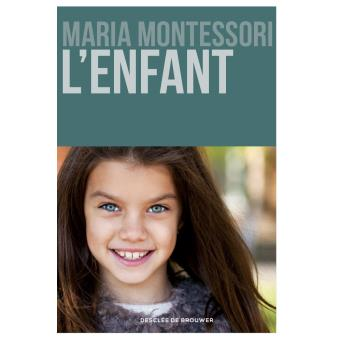 MARIA MONTESSORI
L'ENFANT
DESCLÉE DE BROUWER